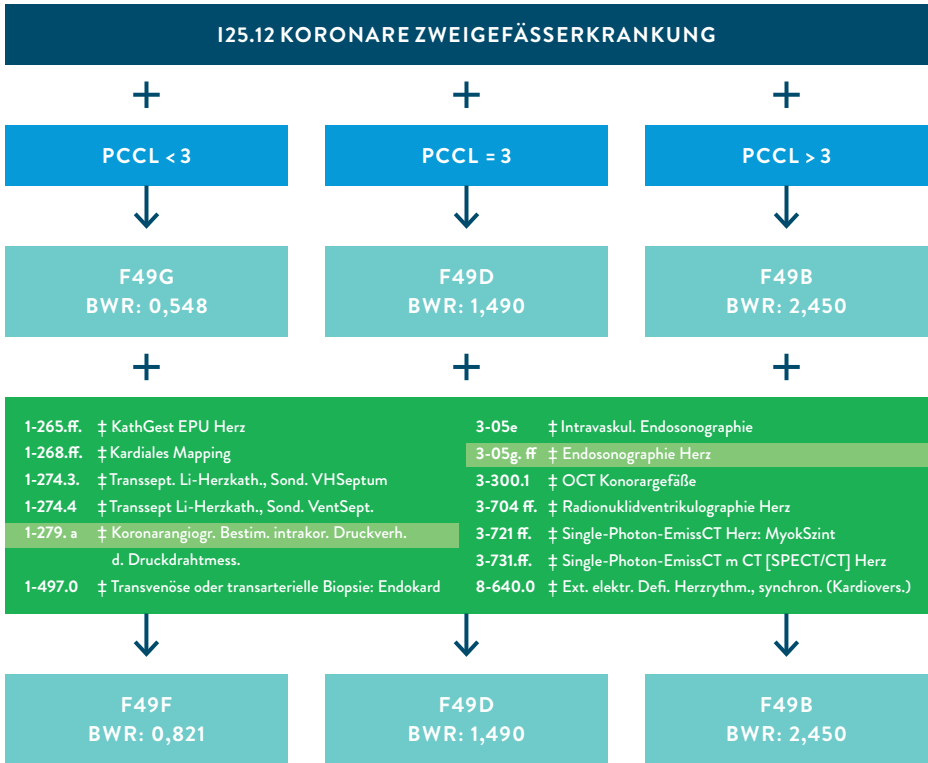 I25.12 KORONARE ZWEIGEFÄSSERKRANKUNG
+ + +
PCCL < 3
PCCL = 3
PCCL > 3
F49G
BWR: 0,548
F49D
BWR: 1,490
F49B
BWR: 2,450
+ + +
1-265.ff. ‡ KathGest EPU Herz
1-268.ff. ‡ Kardiales Mapping
1-274.3. ‡ Transsept. Li-Herzkath., Sond. VHSeptum
1-274.4 ‡ Transsept Li-Herzkath., Sond. VentSept.
1-279. a ‡ Koronarangiogr. Bestim. intrakor. Druckverh.
d. Druckdrahtmess.
1-497.0 ‡ Transvenöse oder transarterielle Biopsie: Endokard
3-05e ‡ Intravaskul. Endosonographie
3-05g. ff ‡ Endosonographie Herz
3-300.1 ‡ OCT Konorargefäße
3-704 ff. ‡ Radionuklidventrikulographie Herz
3-721 ff. ‡ Single-Photon-EmissCT Herz: MyokSzint
3-731.ff. ‡ Single-Photon-EmissCT m CT [SPECT/CT] Herz
8-640.0 ‡ Ext. elektr. Defi. Herzrythm., synchron. (Kardiovers.)
F49F
BWR: 0,821
F49D
BWR: 1,490
F49B
BWR: 2,450